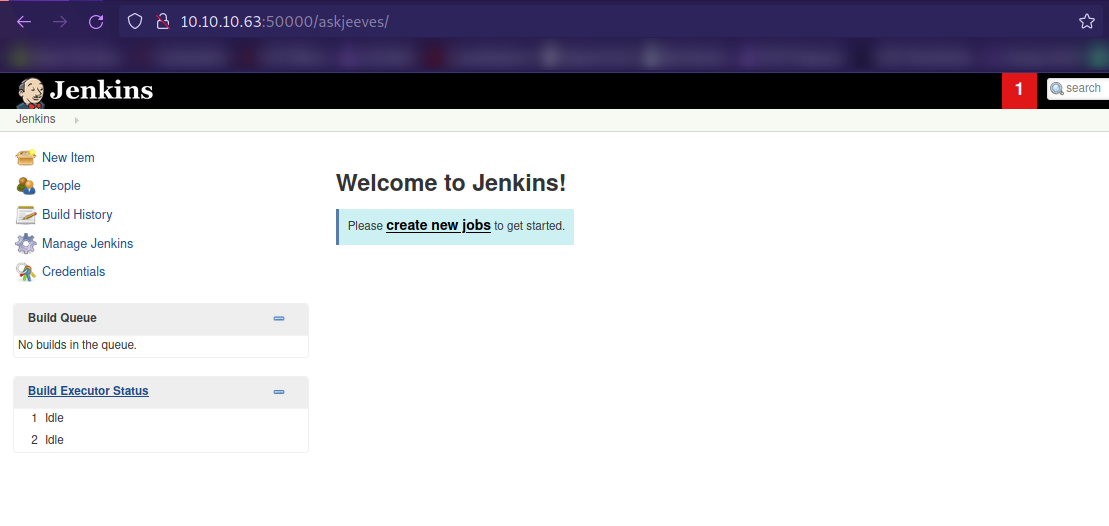 10.10.10.63:50000/askjeeves/
Jenkins
1
search
Jenkins
New Item
People
Build History
Manage Jenkins
Credentials
Build Queue
No builds in the queue.
Build Executor Status
1 Idle
2 Idle
Welcome to Jenkins!
Please create new jobs to get started.